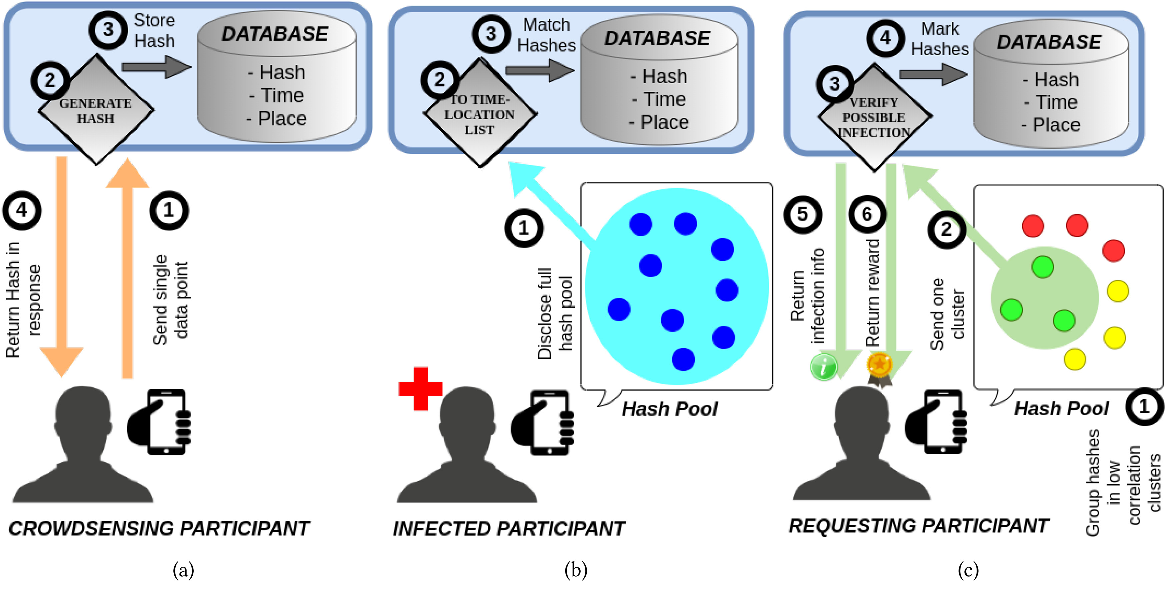 3
Store
Hash
2
GENERATE
HASH
DATABASE
- Hash
- Time
- Place
4
Return Hash in
response
1
Send single
data point
CROWDSENSING PARTICIPANT
(a)
3
Match
Hashes
2
TO TIME-
LOCATION
LIST
DATABASE
- Hash
- Time
- Place
1
Disclose full
hash pool
Hash Pool
INFECTED PARTICIPANT
(b)
4
Mark
Hashes
3
VERIFY
POSSIBLE
INFECTION
DATABASE
- Hash
- Time
- Place
5
Return
infection info
6
Return reward
2
Send one
cluster
i
Hash Pool
1
Group hashes
in low
correlation
clusters
REQUESTING PARTICIPANT
(c)